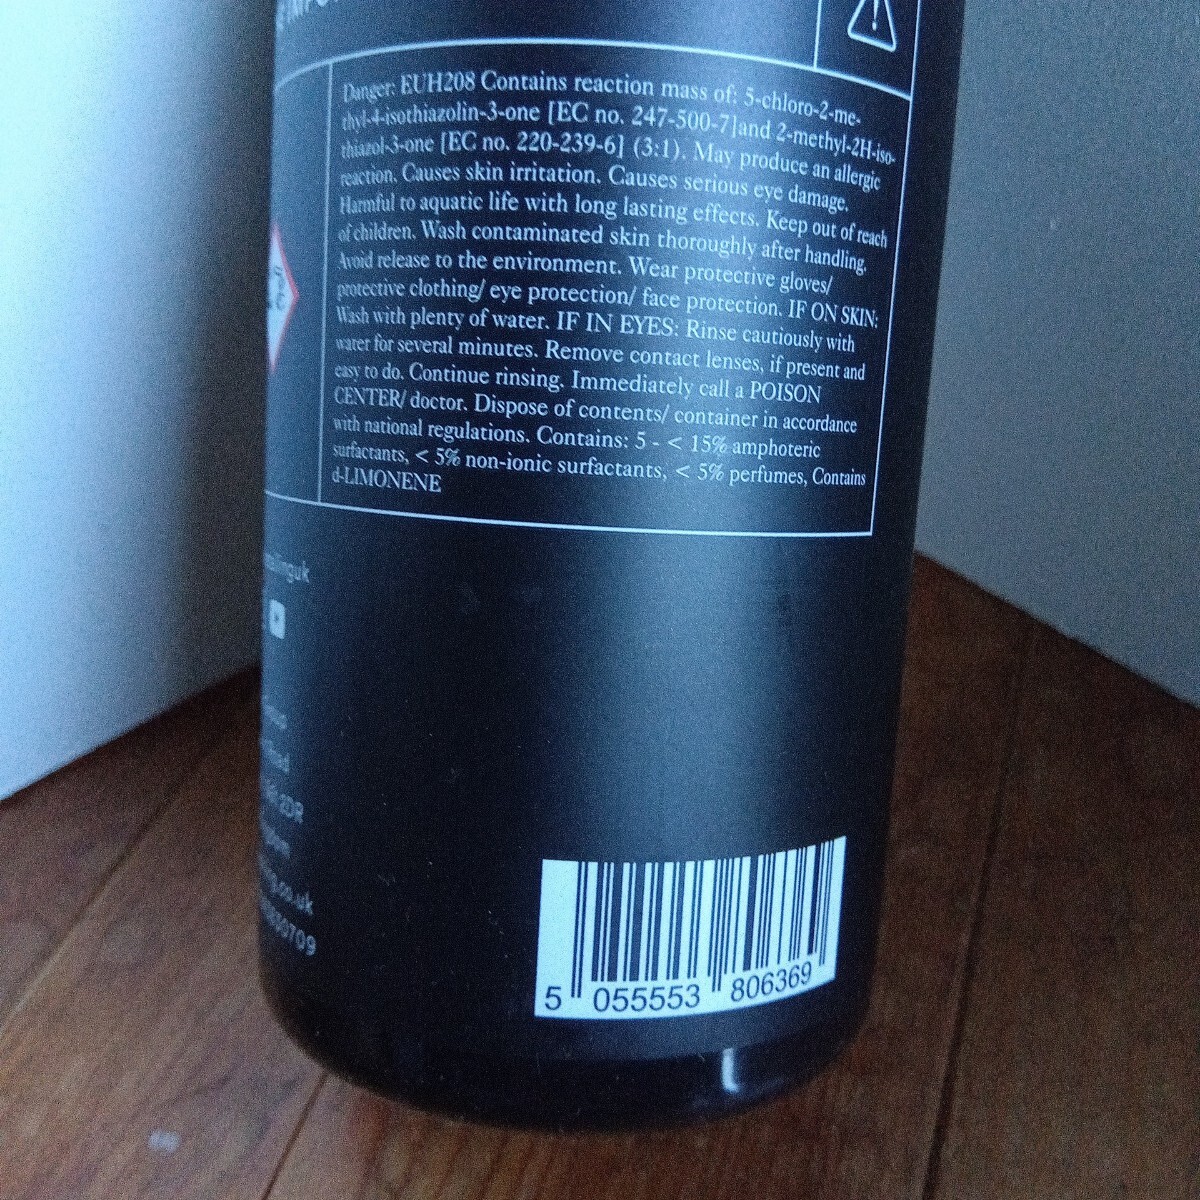 Danger: EUH208 Contains reaction mass of: 5-chloro-2-me-
thyl-4-isothiazolin-3-one [EC no. 247-500-7]and 2-methyl-2H-iso-
thiazol-3-one [EC no. 220-239-6] (3:1). May produce an allergic
reaction. Causes skin irritation. Causes serious eye damage.
Harmful to aquatic life with long lasting effects. Keep out of reach
of children. Wash contaminated skin thoroughly after handling.
Avoid release to the environment. Wear protective gloves/
protective clothing/ eye protection/ face protection. IF ON SKIN:
Wash with plenty of water. IF IN EYES: Rinse cautiously with
water for several minutes. Remove contact lenses, if present and
easy to do. Continue rinsing. Immediately call a POISON
CENTER/ doctor. Dispose of contents/ container in accordance
with national regulations. Contains: 5 - < 15% amphoteric
surfactants, < 5% non-ionic surfactants, < 5% perfumes, Contains
d-LIMONENE
2DR
.co.uk
5 055553 806369